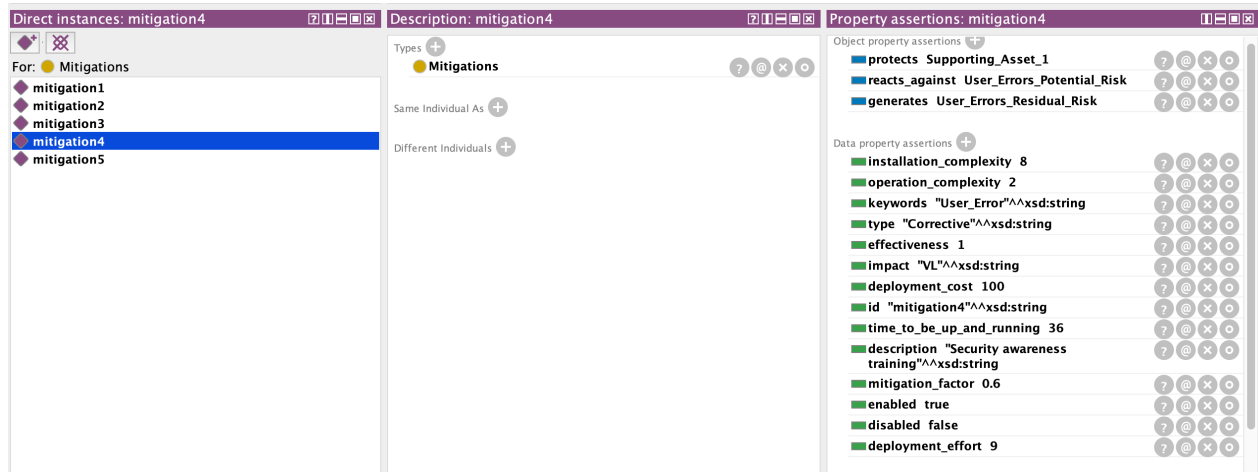 Direct instances: mitigation4
For: Mitigations
mitigation1
mitigation2
mitigation3
mitigation4
mitigation5
Description: mitigation4
Types
Mitigations
Same Individual As
Different Individuals
Property assertions: mitigation4
Object property assertions
protects Supporting_Asset_1
reacts_against User_Errors_Potential_Risk
generates User_Errors_Residual_Risk
Data property assertions
installation_complexity 8
operation_complexity 2
keywords "User_Error"^^xsd:string
type "Corrective"^^xsd:string
effectiveness 1
impact "VL"^^xsd:string
deployment_cost 100
id "mitigation4"^^xsd:string
time_to_be_up_and_running 36
description "Security awareness
training"^^xsd:string
mitigation_factor 0.6
enabled true
disabled false
deployment_effort 9